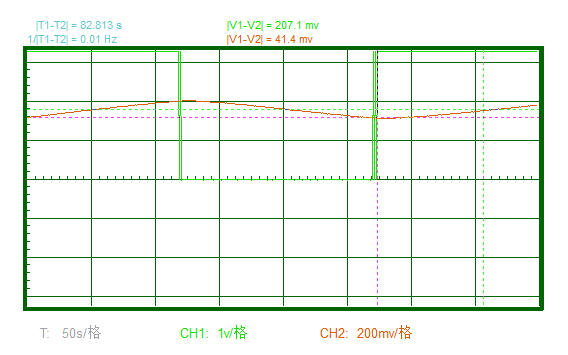 |T1-T2| = 82.813 s |V1-V2| = 207.1 mv
1/|T1-T2| = 0.01 Hz |V1-V2| = 41.4 mv
T: 50s/格 CH1: 1v/格 CH2: 200mv/格